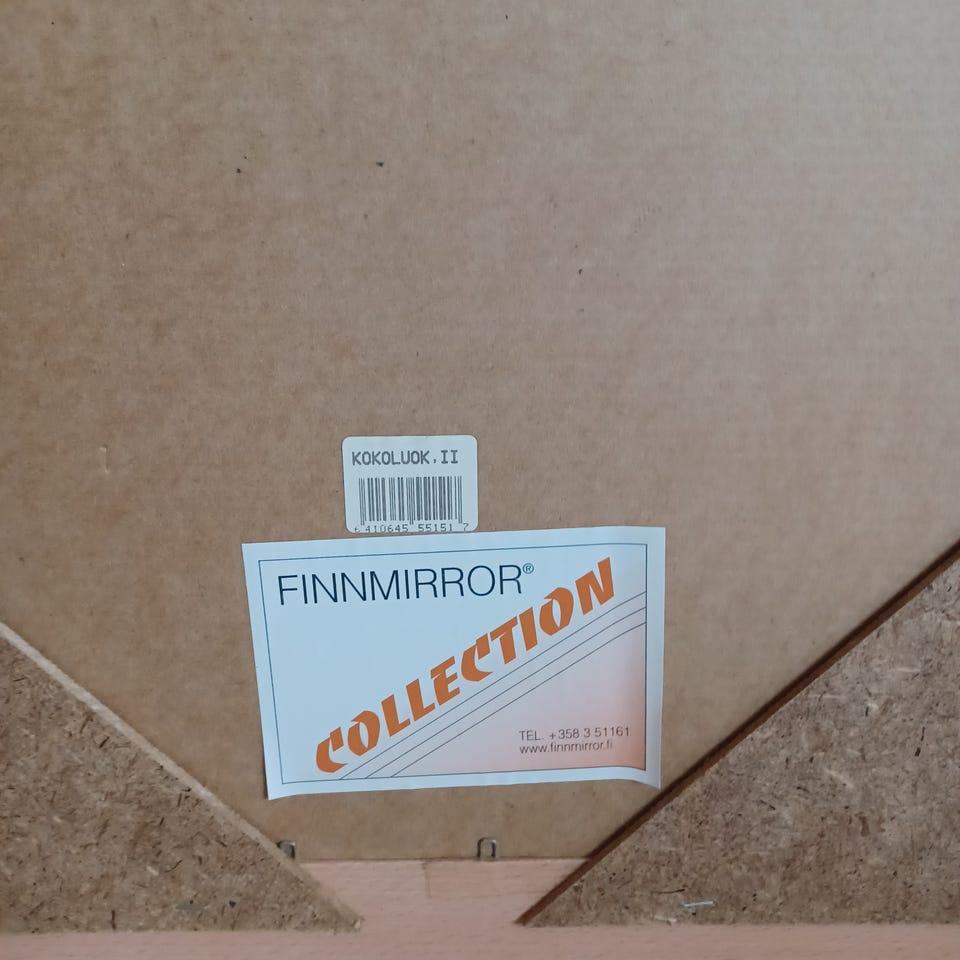 KOKOLUOK.II
6 410645 55151 7
FINNMIRROR®
COLLECTION
TEL. +358 3 51161
www.finnmirror.fi